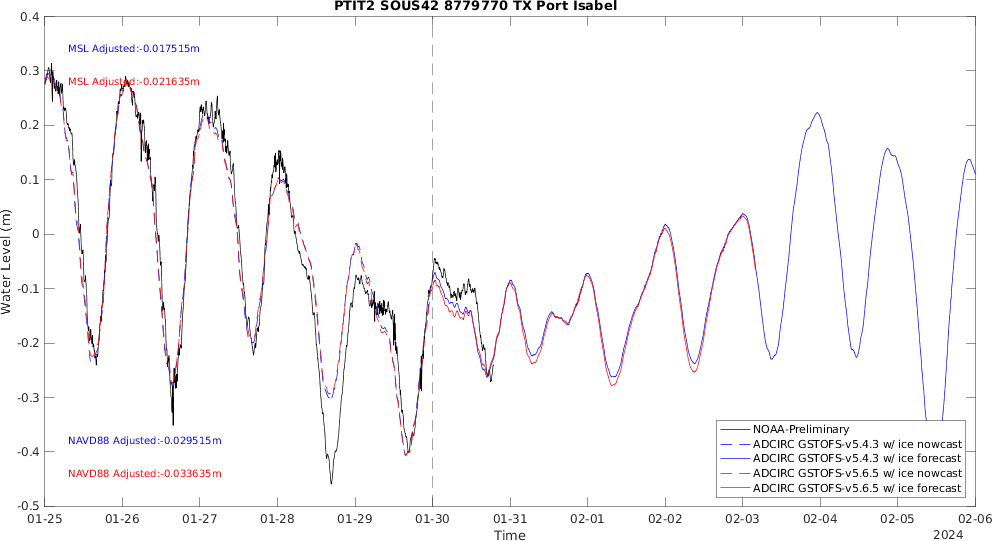 PTIT2 SOUS42 8779770 TX Port Isabel
Water Level (m)
0.4
0.3
0.2
0.1
0
-0.1
-0.2
-0.3
-0.4
-0.5
MSL Adjusted:-0.017515m
MSL Adjusted:-0.021635m
NAVD88 Adjusted:-0.029515m
NAVD88 Adjusted:-0.033635m
NOAA-Preliminary
ADCIRC GSTOFS-v5.4.3 w/ ice nowcast
ADCIRC GSTOFS-v5.4.3 w/ ice forecast
ADCIRC GSTOFS-v5.6.5 w/ ice nowcast
ADCIRC GSTOFS-v5.6.5 w/ ice forecast
01-25 01-26 01-27 01-28 01-29 01-30 01-31 02-01 02-02 02-03 02-04 02-05 02-06
Time
2024